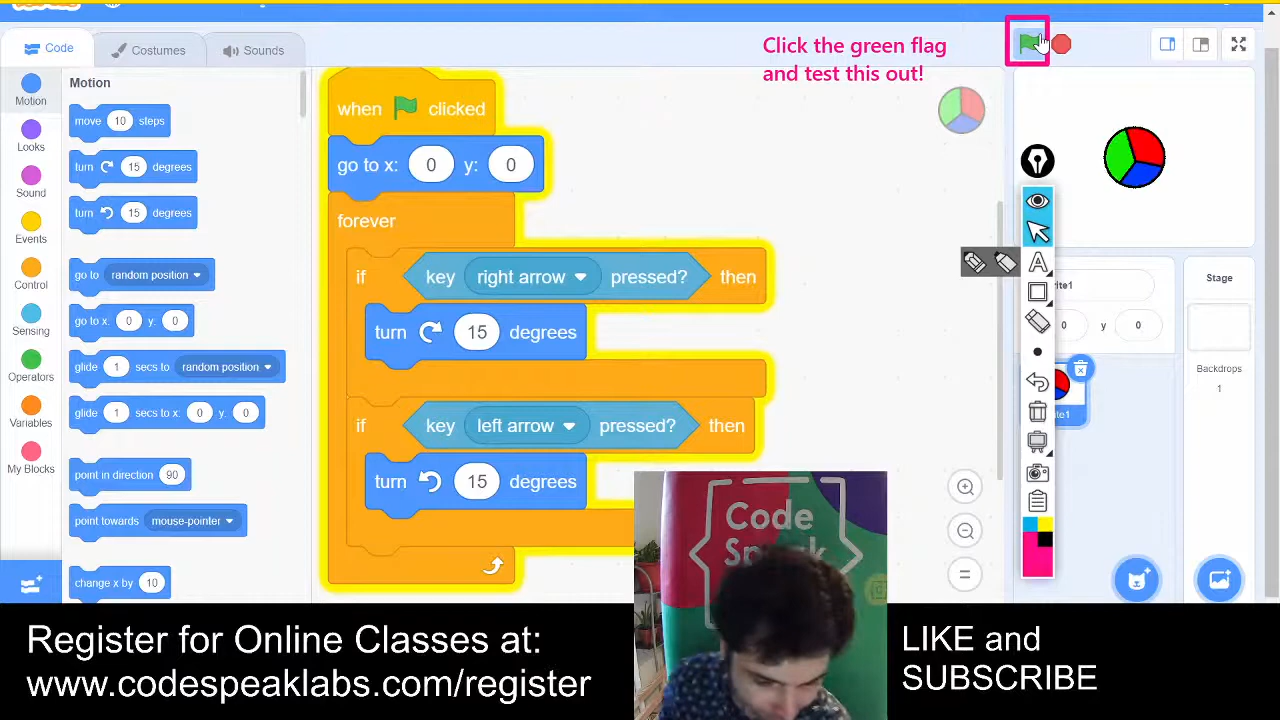 Code
Costumes
Sounds
Click the green flag
and test this out!
Motion
Looks
Sound
Events
Control
Sensing
Operators
Variables
My Blocks
Motion
move 10 steps
turn 15 degrees
turn 15 degrees
go to random position
go to x: 0 y: 0
glide 1 secs to random position
glide 1 secs to x: 0 y: 0
point in direction 90
point towards mouse-pointer
change x by 10
when clicked
go to x: 0 y: 0
forever
if key right arrow pressed? then
turn 15 degrees
if key left arrow pressed? then
turn 15 degrees
A
rite1
0 y 0
ite1
Stage
Backdrops
1
Code
Speak
Register for Online Classes at:
www.codespeaklabs.com/register
LIKE and
SUBSCRIBE